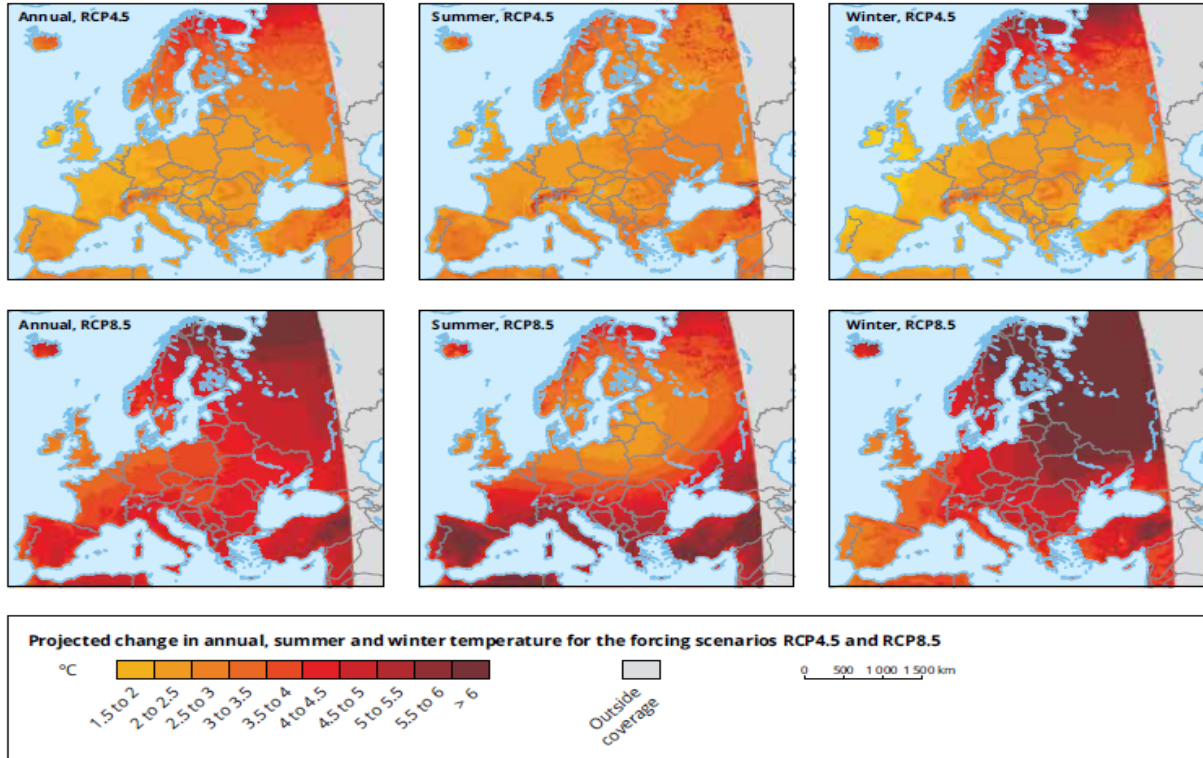 Annual, RCP4.5
Summer, RCP4.5
Winter, RCP4.5
Annual, RCP8.5
Summer, RCP8.5
Winter, RCP8.5
Projected change in annual, summer and winter temperature for the forcing scenarios RCP4.5 and RCP8.5
°C
1.5 to 2
2 to 2.5
2.5 to 3
3 to 3.5
3.5 to 4
4 to 4.5
4.5 to 5
5 to 5.5
5.5 to 6
> 6
Outside
coverage
0 500 1 000 1 500 km